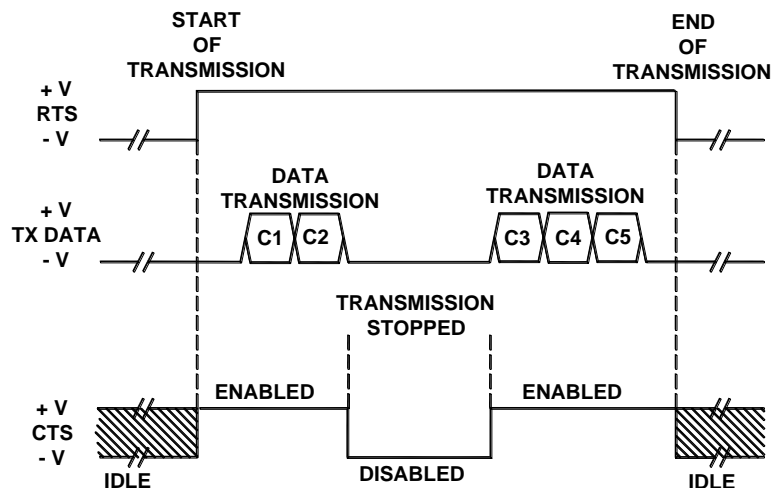 START
OF
TRANSMISSION
END
OF
TRANSMISSION
+ V
RTS
- V
DATA
TRANSMISSION
DATA
TRANSMISSION
+ V
TX DATA
- V
C1
C2
C3
C4
C5
TRANSMISSION
STOPPED
ENABLED
ENABLED
+ V
CTS
- V
IDLE
DISABLED
IDLE